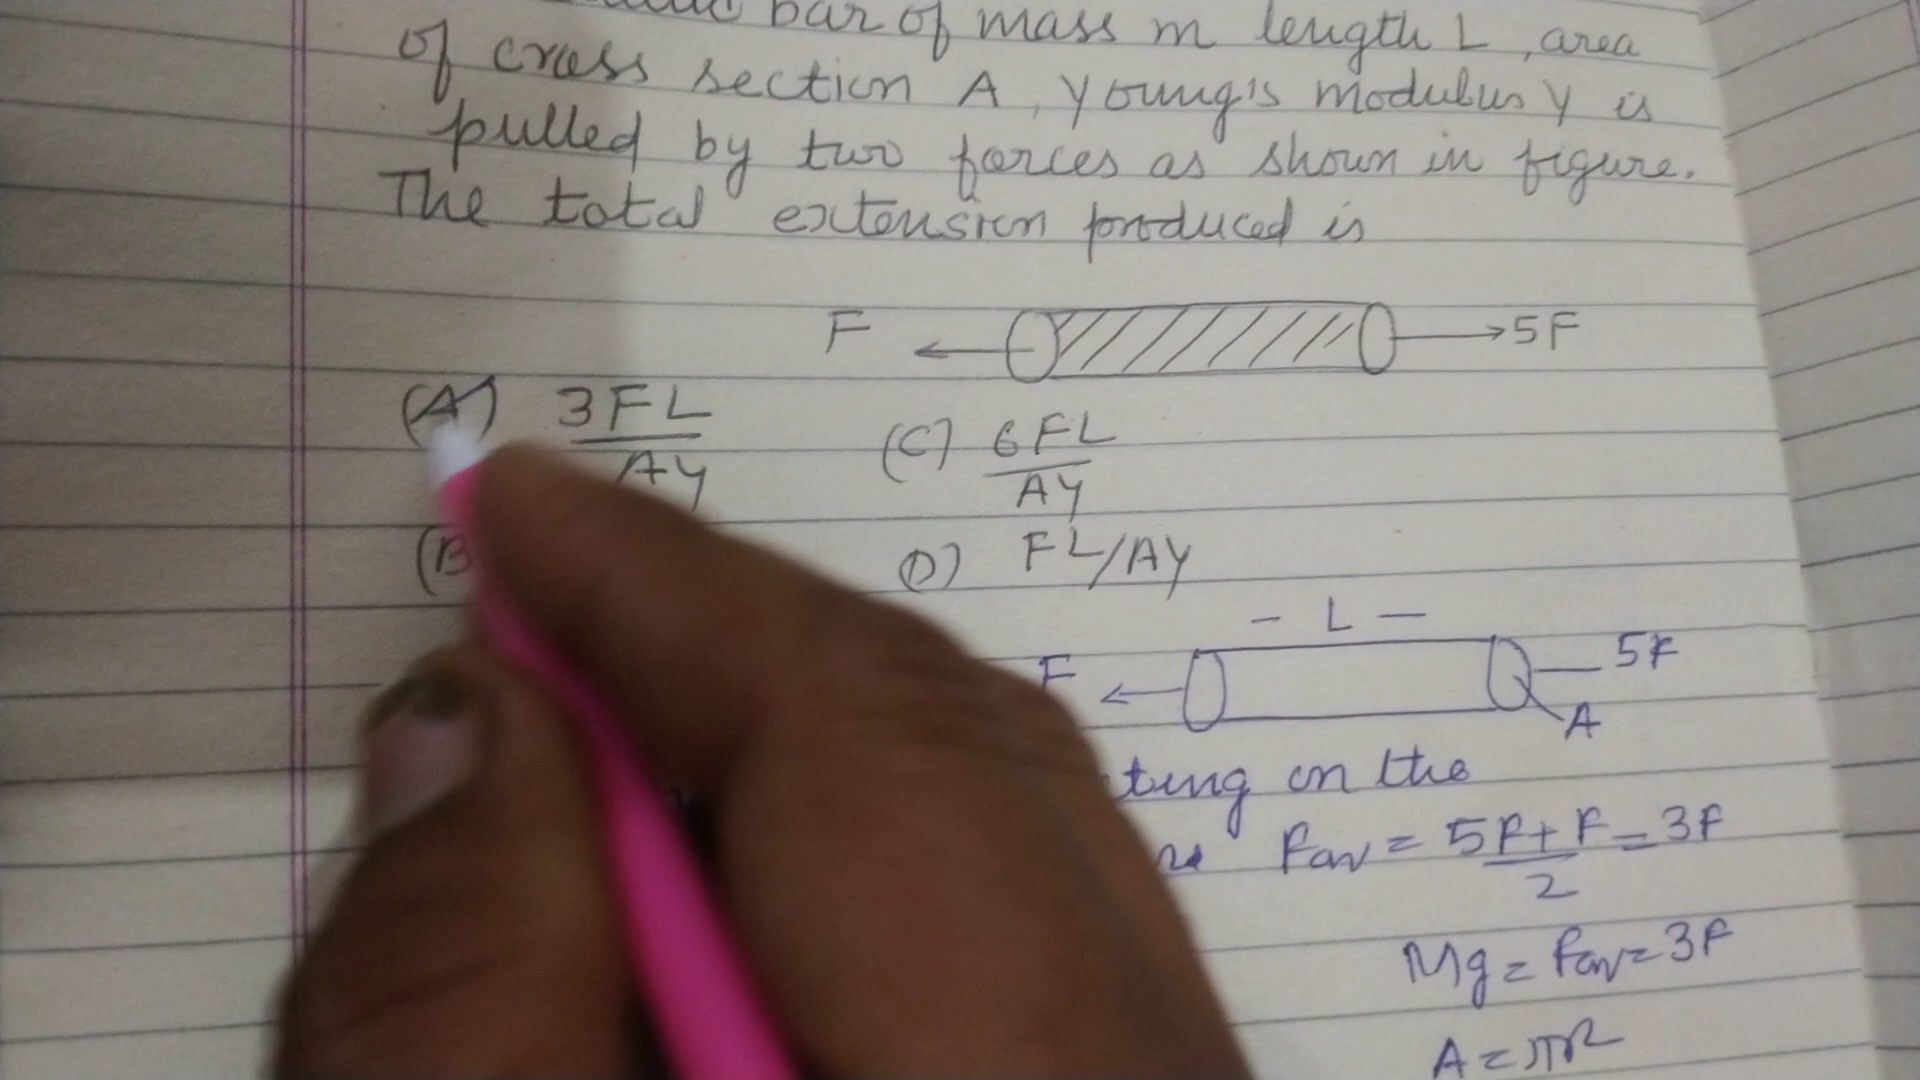 bar of mass m length L, area
of cross section A, Young's modulus Y is
pulled by two forces as shown in figure.
The total extension produced is
F 5F
(A) 3FL/AY (C) 6FL/AY
(B D) FL/AY
- L -
F 5F
A
ting on the
Fav = 5F+F/2 = 3F
Mg = Fav = 3F
A = πr²